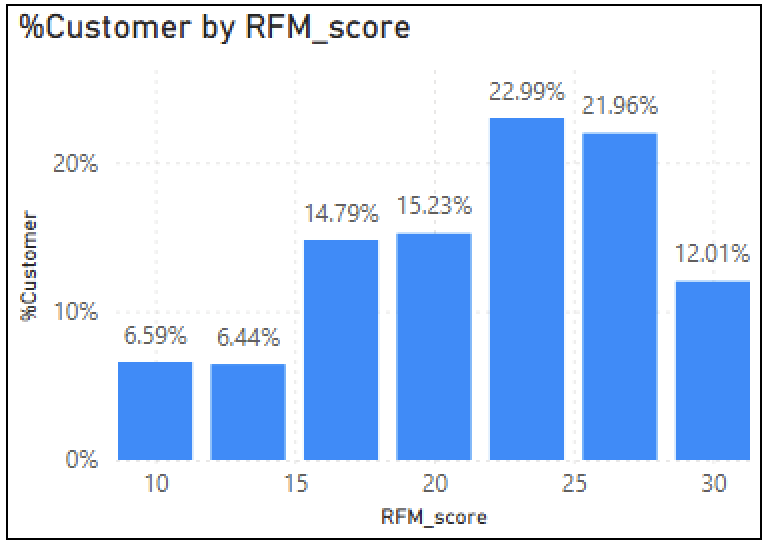 %Customer by RFM_score
22.99%
21.96%
20%
14.79%
15.23%
12.01%
%Customer
10%
6.59%
6.44%
0%
10 15 20 25 30
RFM_score